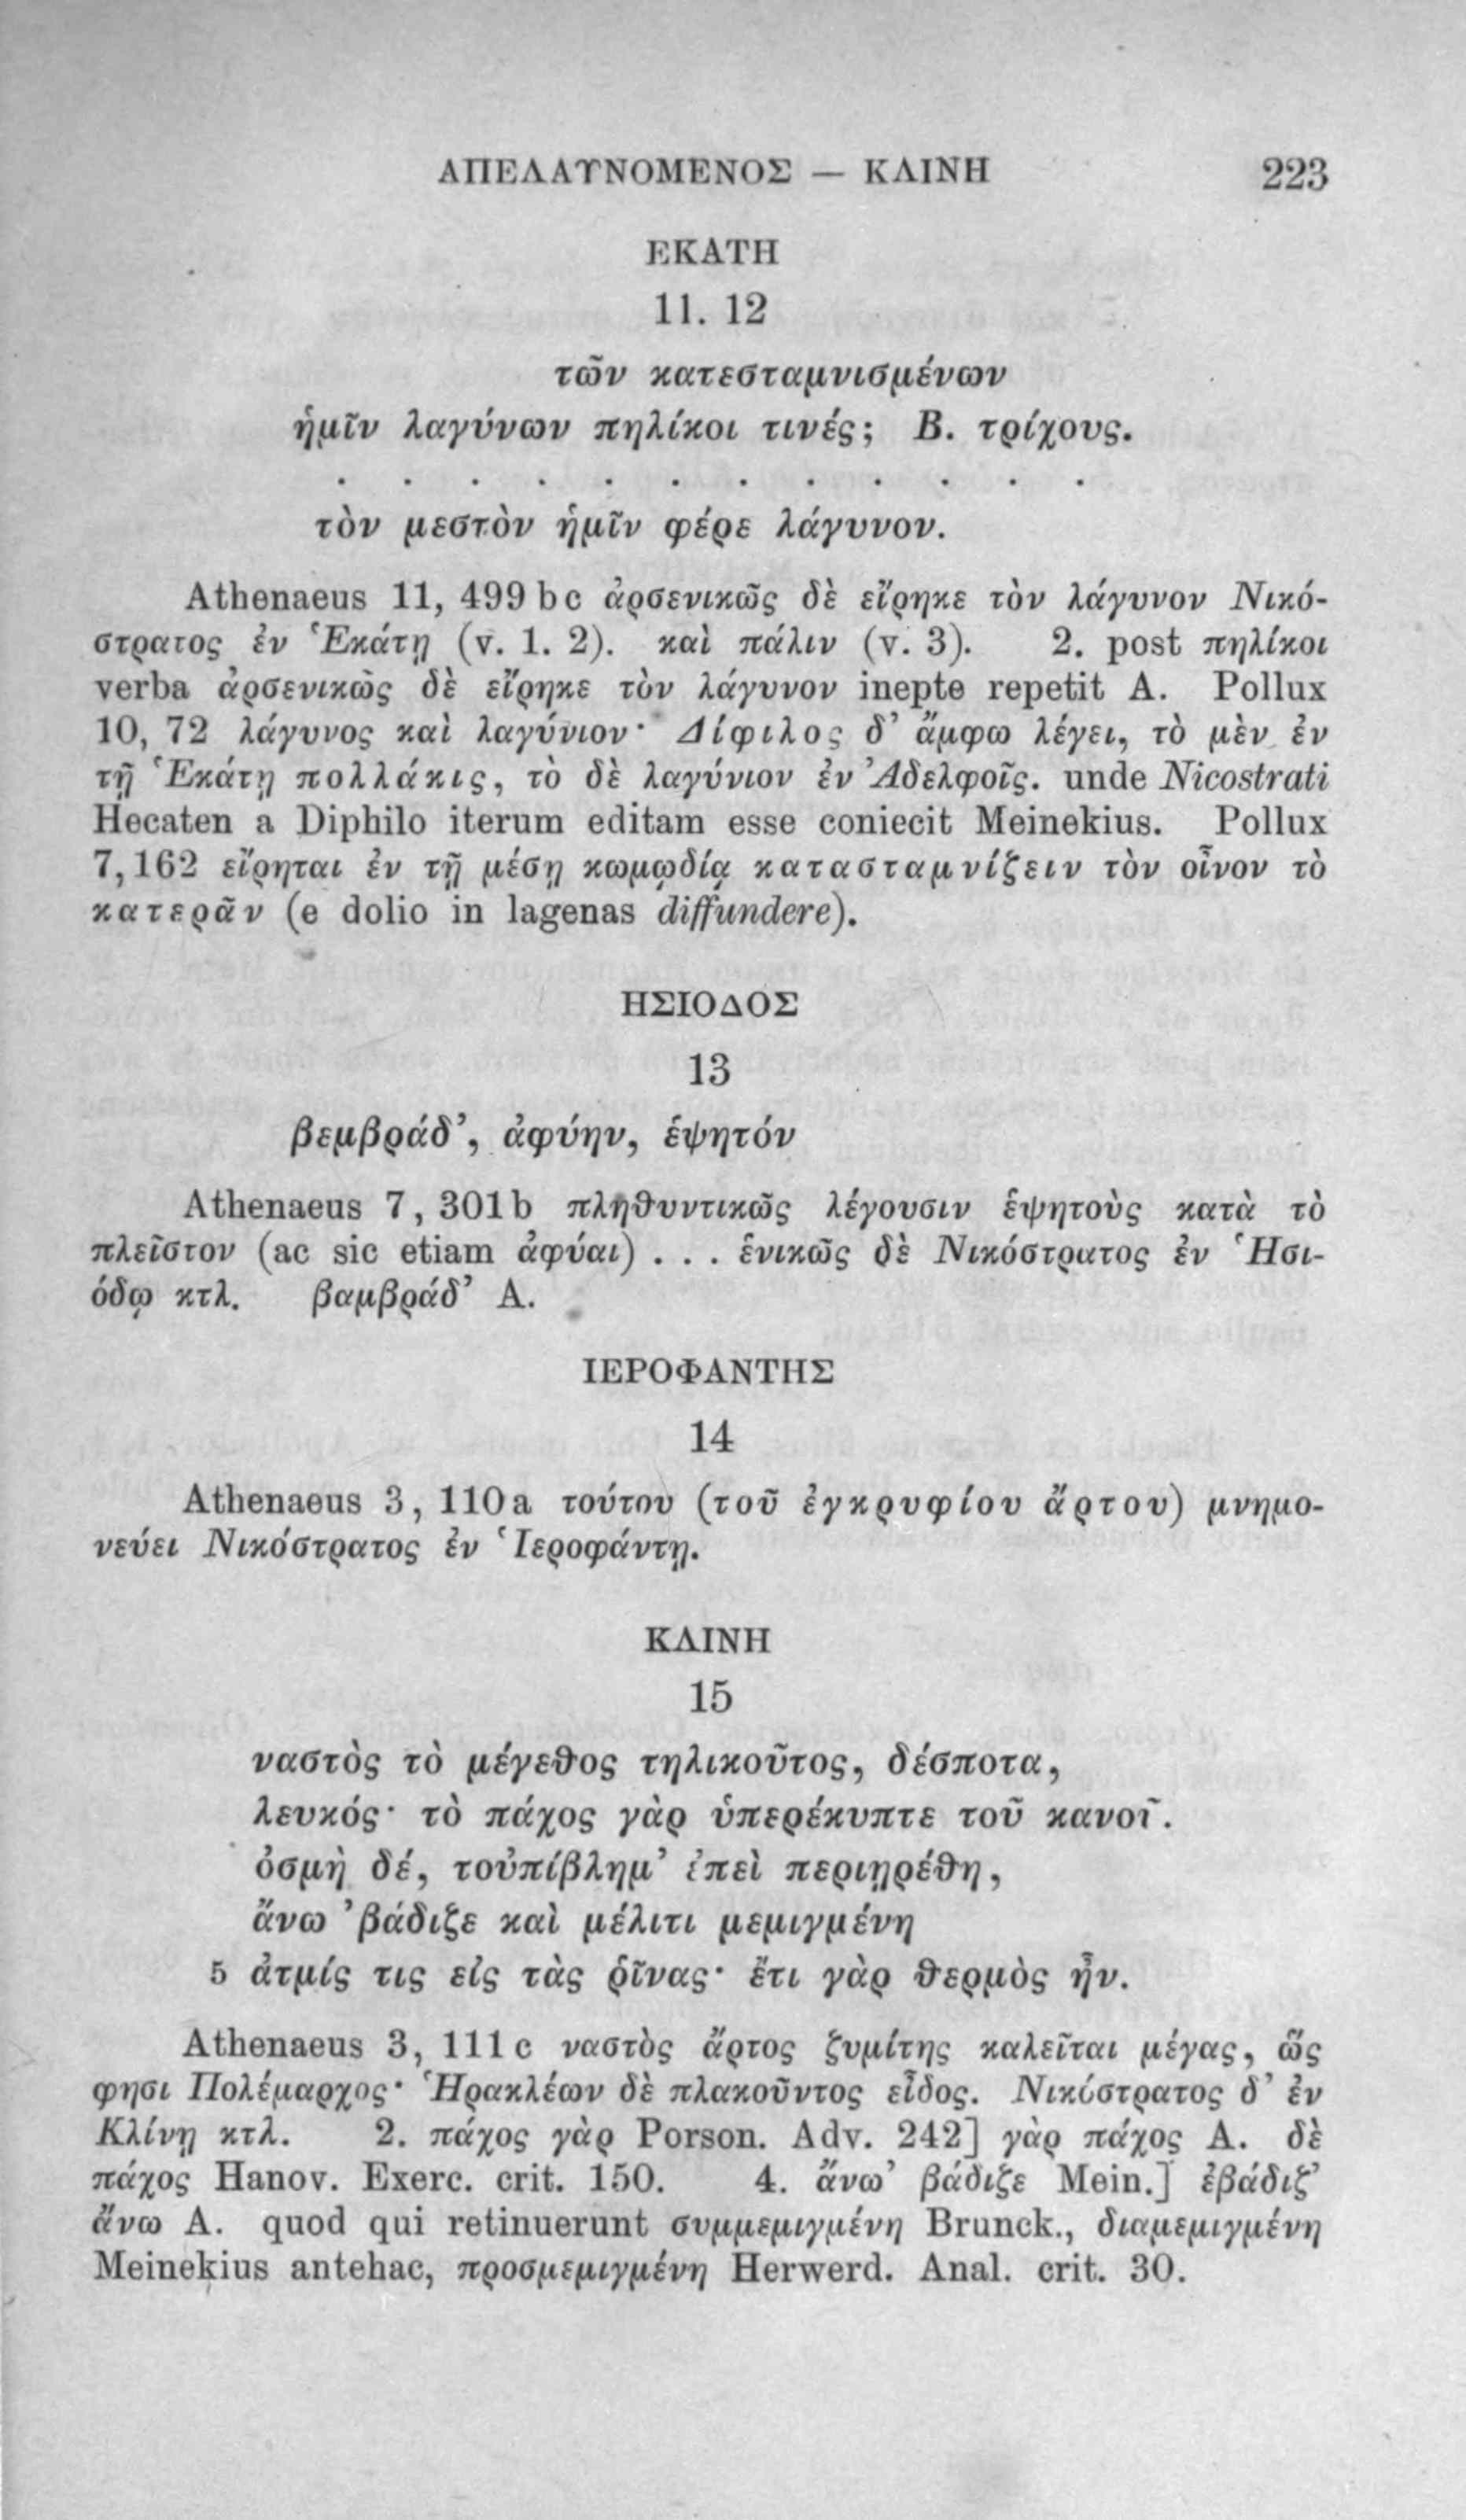 ΑΠΕΛΑΥΝΟΜΕΝΟΣ — ΚΛΙΝΗ 223
ΕΚΑΤΗ
11. 12
τῶν κατεσταμνισμένων
ἡμῖν λαγύνων πηλίκοι τινές; Β. τρίχους.
. . . . . . . . . . . .
τὸν μεστὸν ἡμῖν φέρε λάγυνον.
Athenaeus 11, 499 bc ἀρσενικῶς δὲ εἴρηκε τὸν λάγυνον Νικό-
στρατος ἐν Ἑκάτῃ (v. 1. 2). καὶ πάλιν (v. 3). 2. post πηλίκοι
verba ἀρσενικῶς δὲ εἴρηκε τὸν λάγυνον inepte repetit A. Pollux
10, 72 λάγυνος καὶ λαγύνιον· Δίφιλος δ’ ἄμφω λέγει, τὸ μὲν ἐν
τῇ Ἑκάτῃ πολλάκις, τὸ δὲ λαγύνιον ἐν Ἀδελφοῖς. unde Nicostrati
Hecaten a Diphilo iterum editam esse coniecit Meinekius. Pollux
7,162 εἴρηται ἐν τῇ μέσῃ κωμῳδίᾳ κατασταμνίζειν τὸν οἶνον τὸ
κατερᾶν (e dolio in lagenas diffundere).
ΗΣΙΟΔΟΣ
13
βεμβράδ’, ἀφύην, ἑψητόν
Athenaeus 7, 301b πληθυντικῶς λέγουσιν ἑψητοὺς κατὰ τὸ
πλεῖστον (ac sic etiam ἀφύαι) . . . ἑνικῶς δὲ Νικόστρατος ἐν Ἡσι-
όδῳ κτλ. βαμβράδ’ A.
ΙΕΡΟΦΑΝΤΗΣ
14
Athenaeus 3, 110a τούτου (τοῦ ἐγκρυφίου ἄρτου) μνημο-
νεύει Νικόστρατος ἐν Ἱεροφάντῃ.
ΚΛΙΝΗ
15
ναστὸς τὸ μέγεθος τηλικοῦτος, δέσποτα,
λευκός· τὸ πάχος γὰρ ὑπερέκυπτε τοῦ κανοῦ.
ὀσμὴ δέ, τοὐπίβλημ’ ἐπεὶ περιῃρέθη,
ἄνω ’βάδιζε καὶ μέλιτι μεμιγμένη
5 ἀτμίς τις εἰς τὰς ῥῖνας· ἔτι γὰρ θερμὸς ἦν.
Athenaeus 3, 111c ναστὸς ἄρτος ζυμίτης καλεῖται μέγας, ὥς
φησι Πολέμαρχος· Ἡρακλέων δὲ πλακοῦντος εἶδος. Νικόστρατος δ’ ἐν
Κλίνῃ κτλ. 2. πάχος γὰρ Porson. Adv. 242] γὰρ πάχος A. δὲ
πάχος Hanov. Exerc. crit. 150. 4. ἄνω’ βάδιζε Mein.] ἐβάδιζ’
ἄνω A. quod qui retinuerunt συμμεμιγμένη Brunck., διαμεμιγμένη
Meinekius antehac, προσμεμιγμένη Herwerd. Anal. crit. 30.